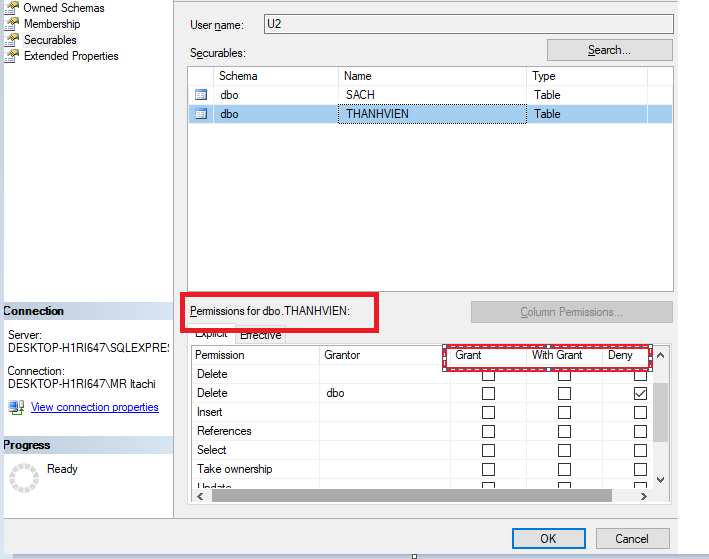 Owned Schemas
Membership
Securables
Extended Properties
User name: U2
Securables: Search...
Schema Name Type
dbo SACH Table
dbo THANHVIEN Table
Permissions for dbo.THANHVIEN: Column Permissions...
Explicit Effective
Permission Grantor Grant With Grant Deny
Delete
Delete dbo
Insert
References
Select
Take ownership
Update
Connection
Server:
DESKTOP-H1RI647\SQLEXPRES
Connection:
DESKTOP-H1RI647\MR Itachi
View connection properties
Progress
Ready
OK Cancel